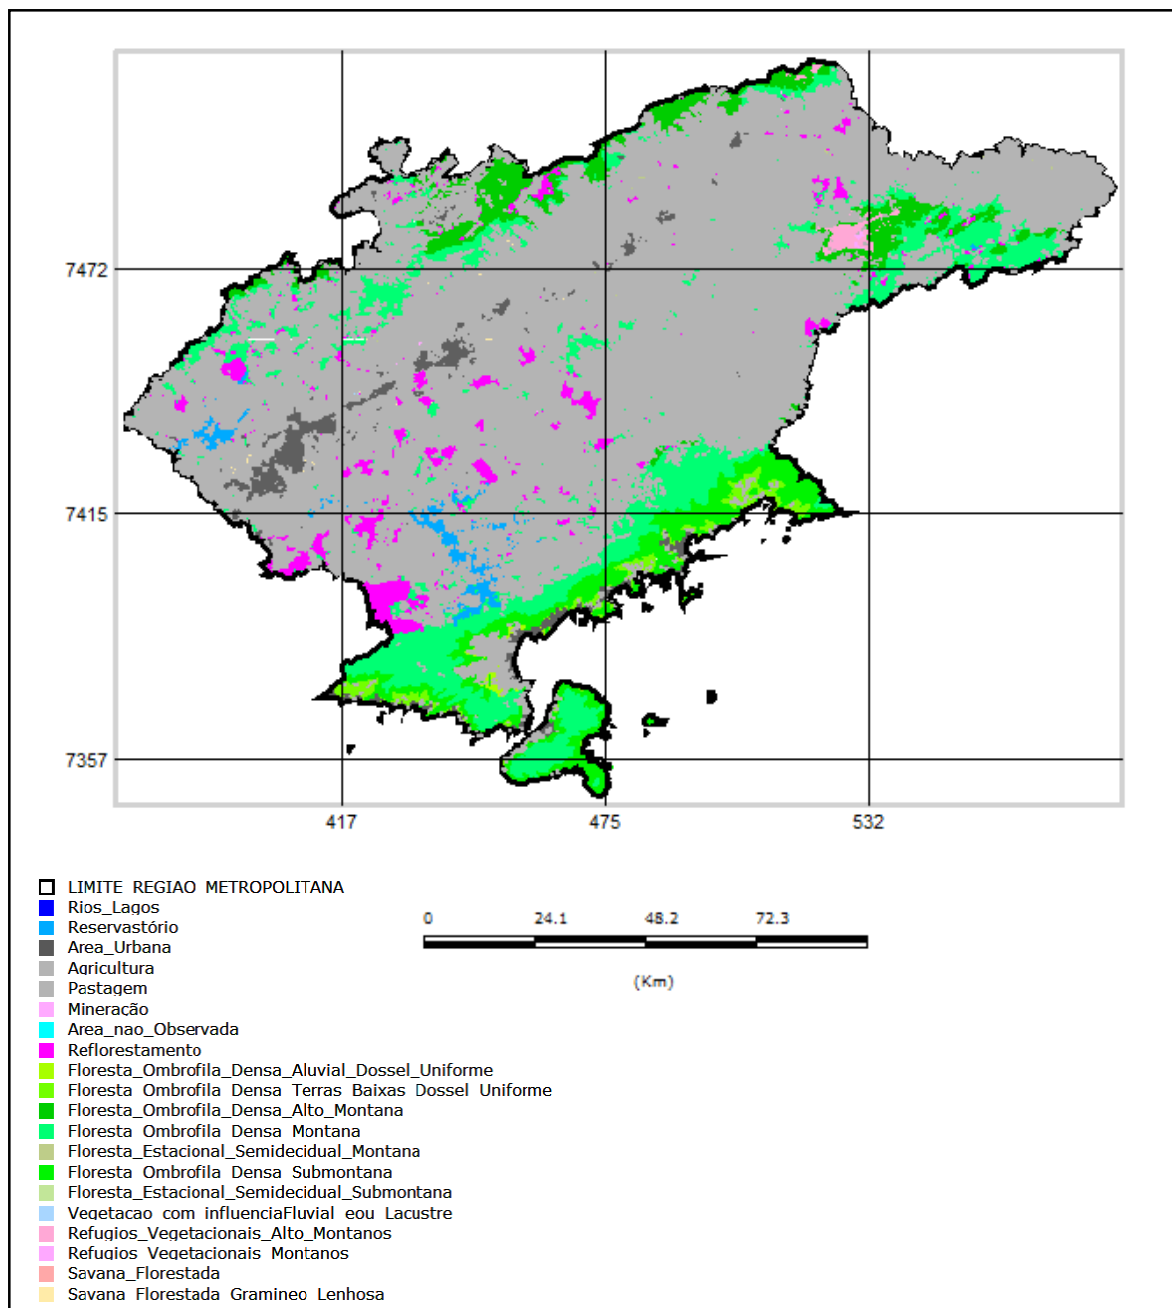 7472
7415
7357
417 475 532
LIMITE REGIAO METROPOLITANA
Rios_Lagos
Reservastório
Area_Urbana
Agricultura
Pastagem
Mineração
Area_nao_Observada
Reflorestamento
Floresta_Ombrofila_Densa_Aluvial_Dossel_Uniforme
Floresta Ombrofila Densa Terras Baixas Dossel Uniforme
Floresta_Ombrofila_Densa_Alto_Montana
Floresta Ombrofila Densa Montana
Floresta_Estacional_Semidecidual_Montana
Floresta Ombrofila Densa Submontana
Floresta_Estacional_Semidecidual_Submontana
Vegetacao com influenciaFluvial eou Lacustre
Refugios_Vegetacionais_Alto_Montanos
Refugios Vegetacionais Montanos
Savana_Florestada
Savana Florestada Gramineo Lenhosa
0 24.1 48.2 72.3
(Km)